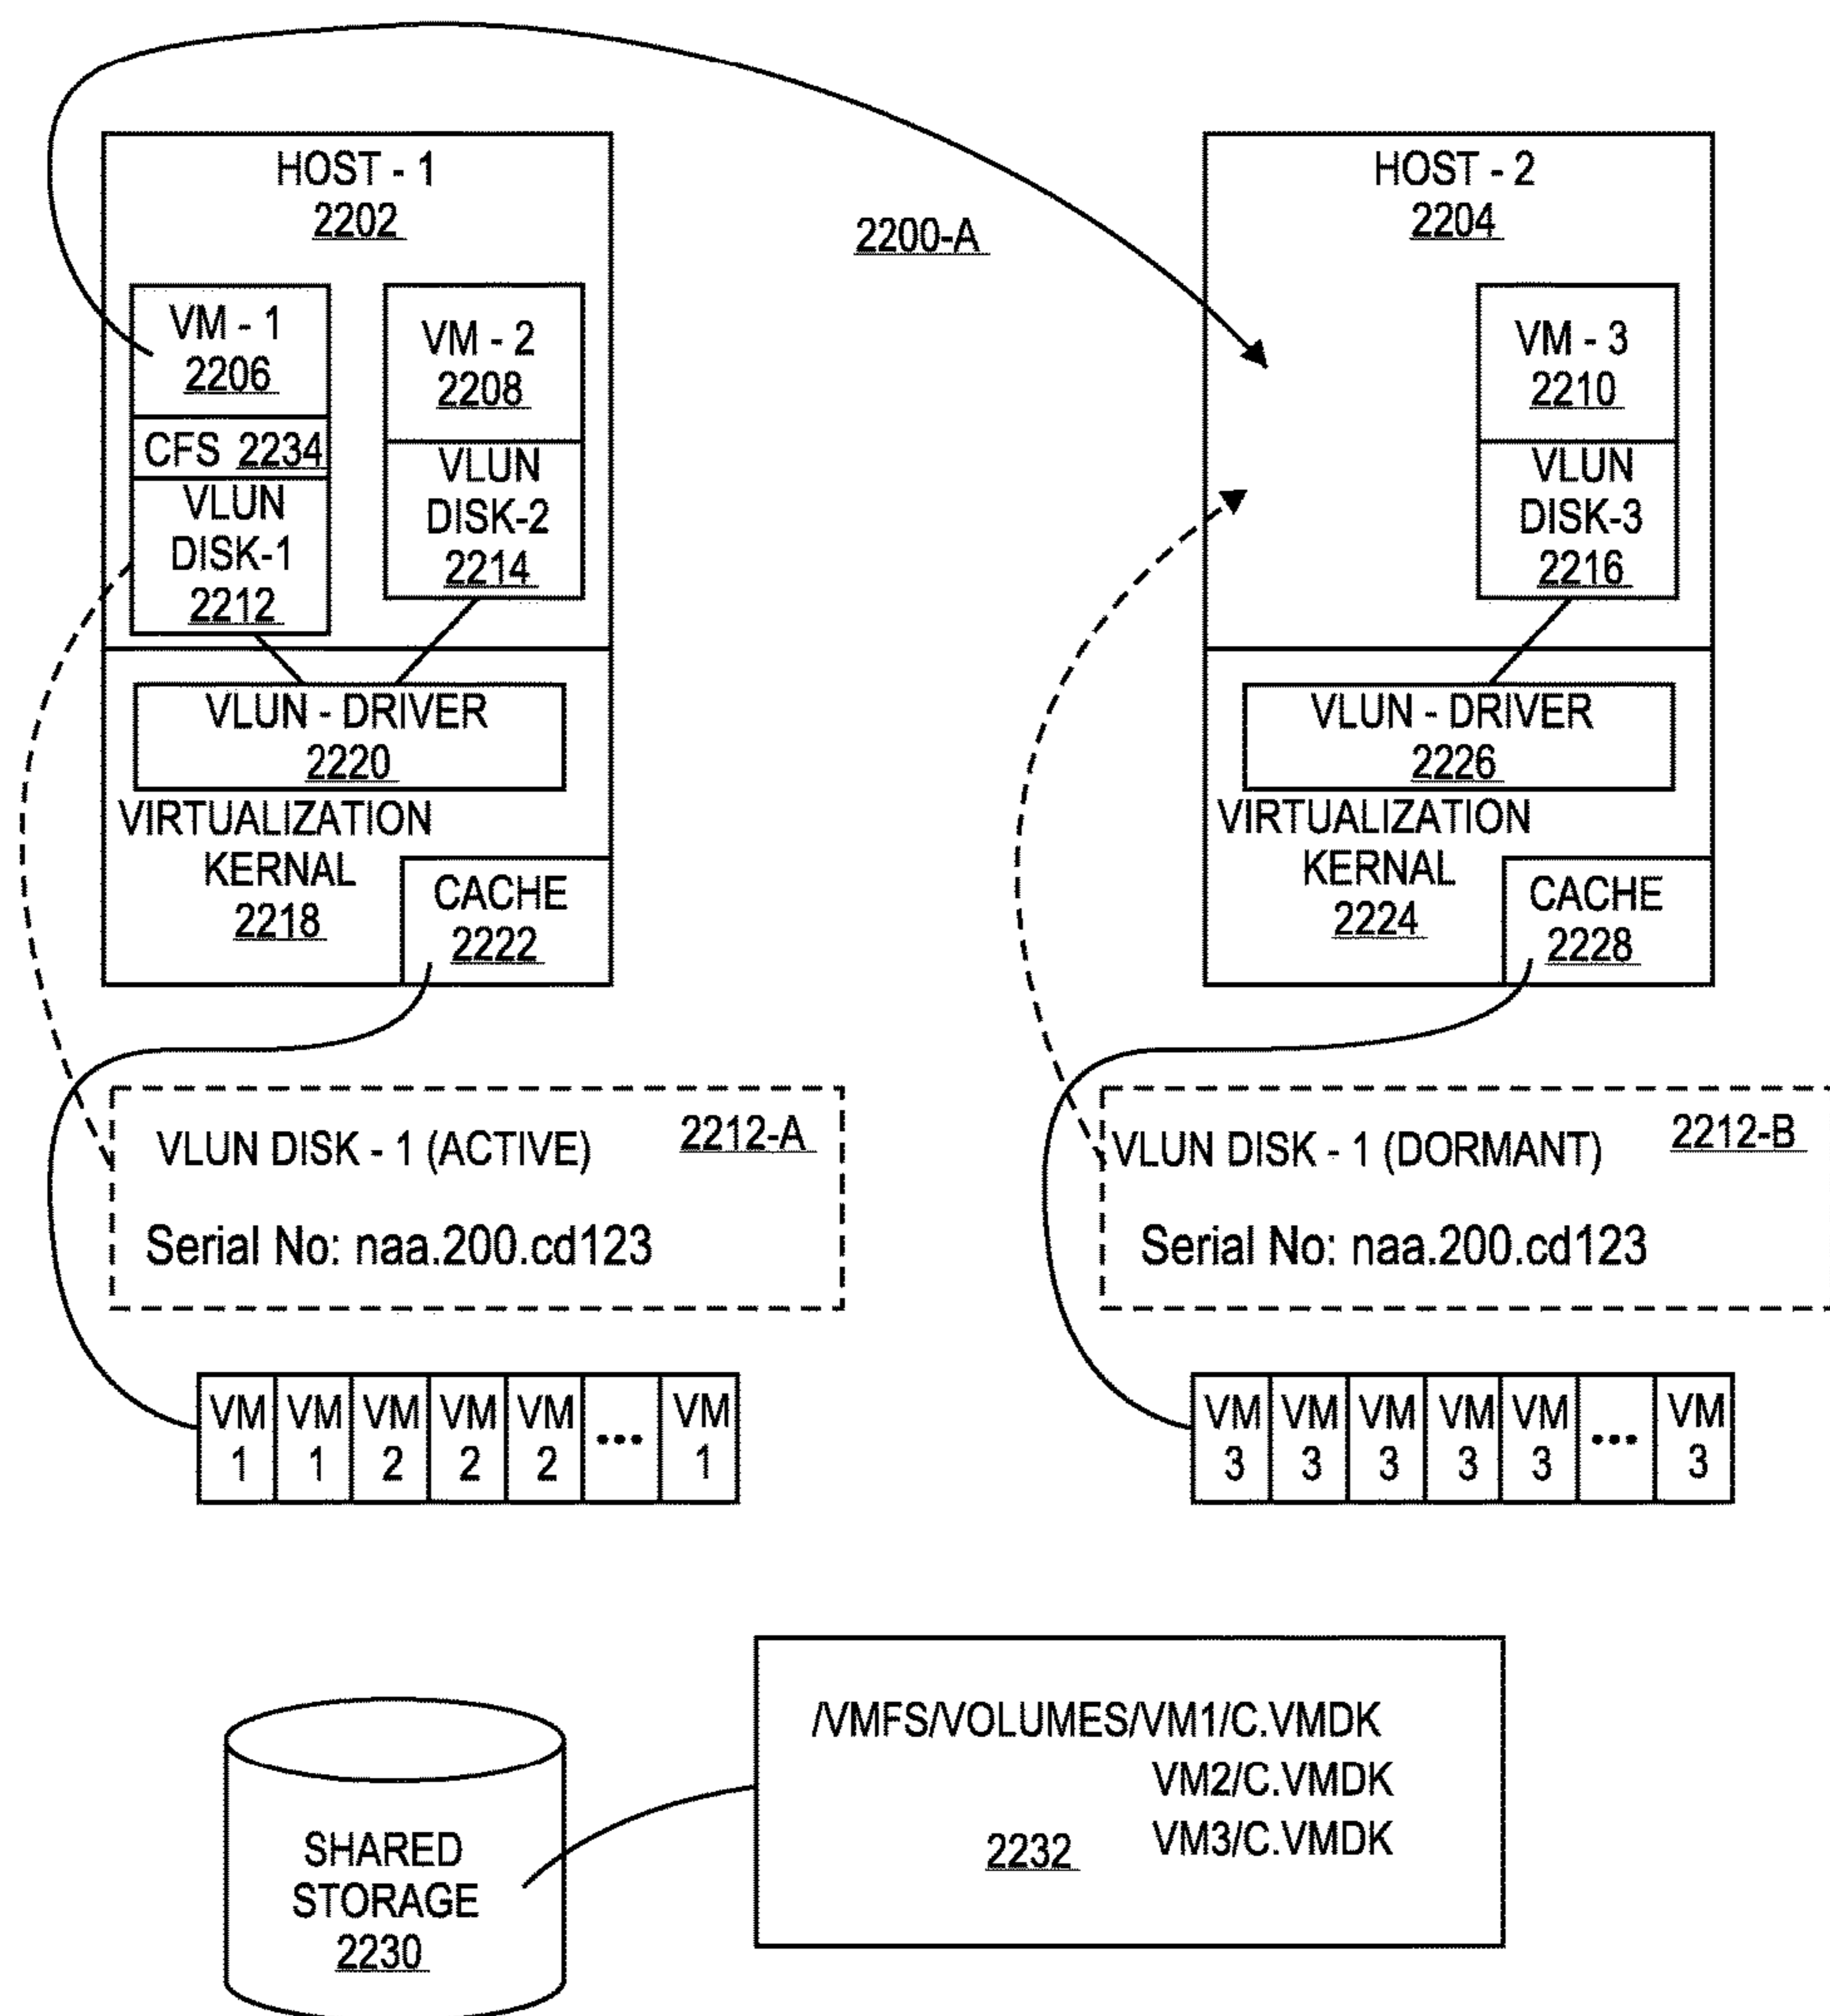 HOST - 1
2202
2200-A
HOST - 2
2204
VM - 1
2206
CFS 2234
VLUN
DISK-1
2212
VM - 2
2208
VLUN
DISK-2
2214
VM - 3
2210
VLUN
DISK-3
2216
VLUN - DRIVER
2220
VIRTUALIZATION
KERNAL
2218
CACHE
2222
VLUN - DRIVER
2226
VIRTUALIZATION
KERNAL
2224
CACHE
2228
VLUN DISK - 1 (ACTIVE) 2212-A
Serial No: naa.200.cd123
VLUN DISK - 1 (DORMANT) 2212-B
Serial No: naa.200.cd123
VM VM VM VM VM ... VM
1 1 2 2 2 1
VM VM VM VM VM ... VM
3 3 3 3 3 3
SHARED
STORAGE
2230
/VMFS/VOLUMES/VM1/C.VMDK
VM2/C.VMDK
2232 VM3/C.VMDK